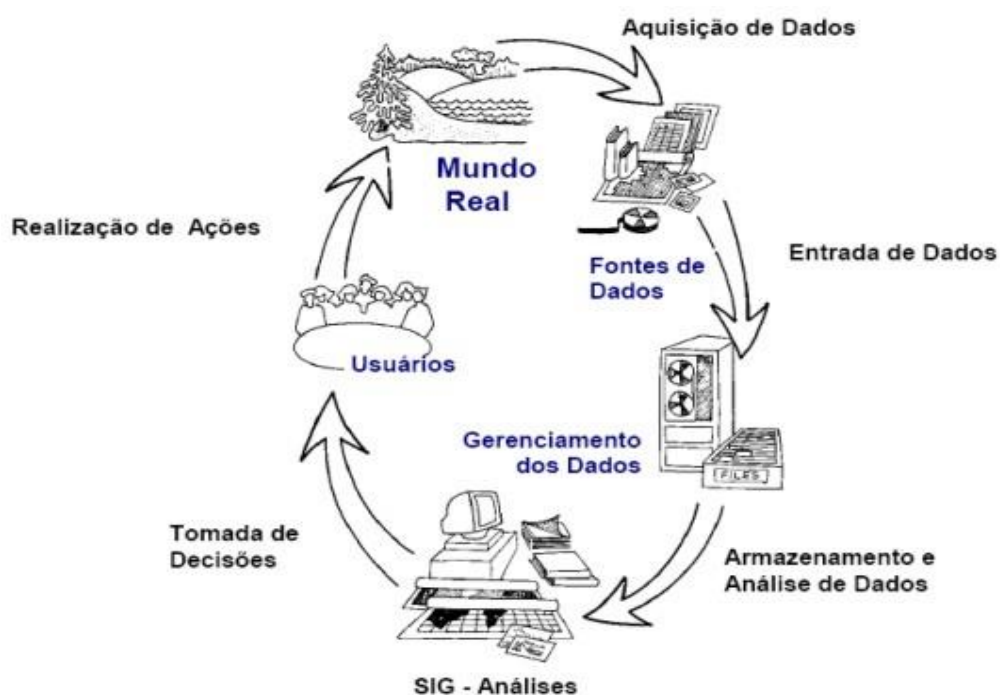 Aquisição de Dados
Mundo
Real
Realização de Ações
Fontes de
Dados
Entrada de Dados
Usuários
Gerenciamento
dos Dados
FILES
Tomada de
Decisões
Armazenamento e
Análise de Dados
SIG - Análises